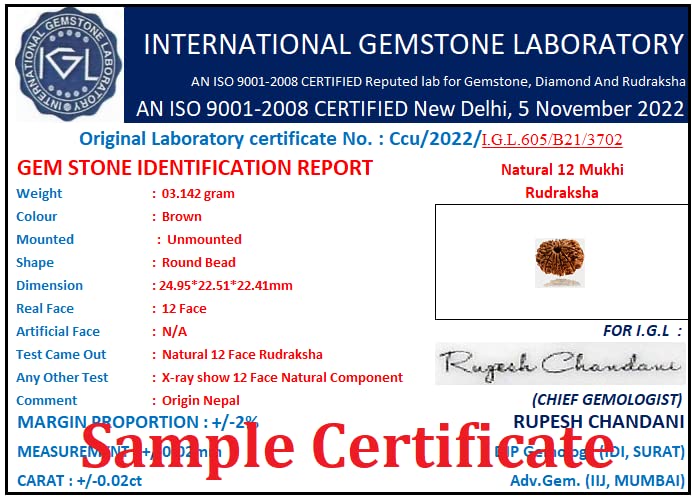 INTERNATIONAL GEMSTONE LABORATORY
IGL
INTERNATIONAL GEMSTONE LABORATORY
AN ISO 9001-2008 CERTIFIED Reputed lab for Gemstone, Diamond And Rudraksha
AN ISO 9001-2008 CERTIFIED New Delhi, 5 November 2022
Original Laboratory certificate No. : Ccu/2022/I.G.L.605/B21/3702
GEM STONE IDENTIFICATION REPORT
Weight : 03.142 gram
Colour : Brown
Mounted : Unmounted
Shape : Round Bead
Dimension : 24.95*22.51*22.41mm
Real Face : 12 Face
Artificial Face : N/A
Test Came Out : Natural 12 Face Rudraksha
Any Other Test : X-ray show 12 Face Natural Component
Comment : Origin Nepal
MARGIN PROPORTION : +/-2%
MEASUREMENT : +/-0.02mm
CARAT : +/-0.02ct
Natural 12 Mukhi
Rudraksha
FOR I.G.L :
Rupesh Chandani
(CHIEF GEMOLOGIST)
RUPESH CHANDANI
DIP Gemology (IDI, SURAT)
Adv.Gem. (IIJ, MUMBAI)
Sample Certificate